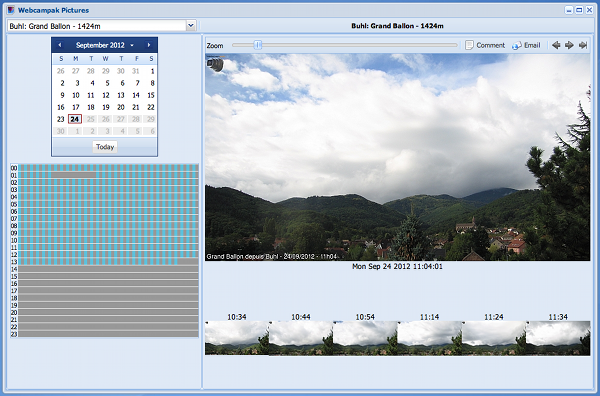 Webcampak Pictures
Buhl: Grand Ballon - 1424m
Buhl: Grand Ballon - 1424m
September 2012
S M T W T F S
26 27 28 29 30 31 1
2 3 4 5 6 7 8
9 10 11 12 13 14 15
16 17 18 19 20 21 22
23 24 25 26 27 28 29
30 1 2 3 4 5 6
Today
00
01
02
03
04
05
06
07
08
09
10
11
12
13
14
15
16
17
18
19
20
21
22
23
Zoom
Comment
Email
Grand Ballon depuis Buhl - 24/09/2012 - 11h04
Mon Sep 24 2012 11:04:01
10:34 10:44 10:54 11:14 11:24 11:34